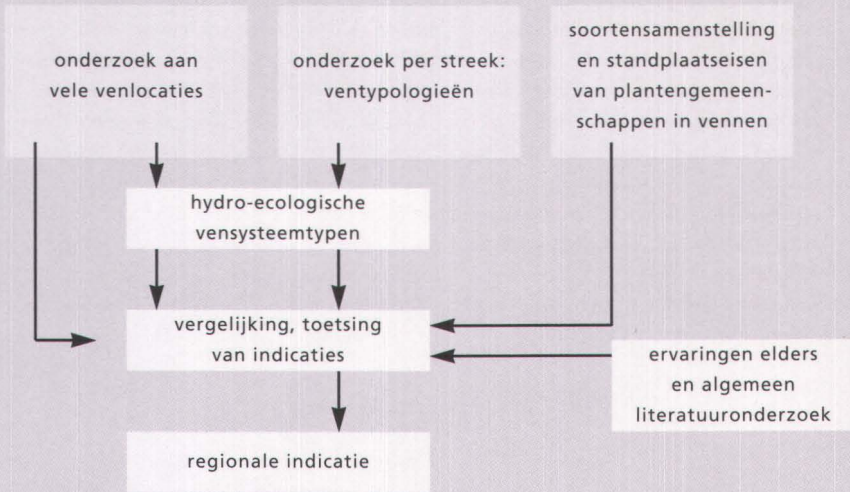 onderzoek aan
vele venlocaties
onderzoek per streek:
ventypologieën
soortensamenstelling
en standplaatseisen
van plantengemeen-
schappen in vennen
hydro-ecologische
vensysteemtypen
vergelijking, toetsing
van indicaties
ervaringen elders
en algemeen
literatuuronderzoek
regionale indicatie